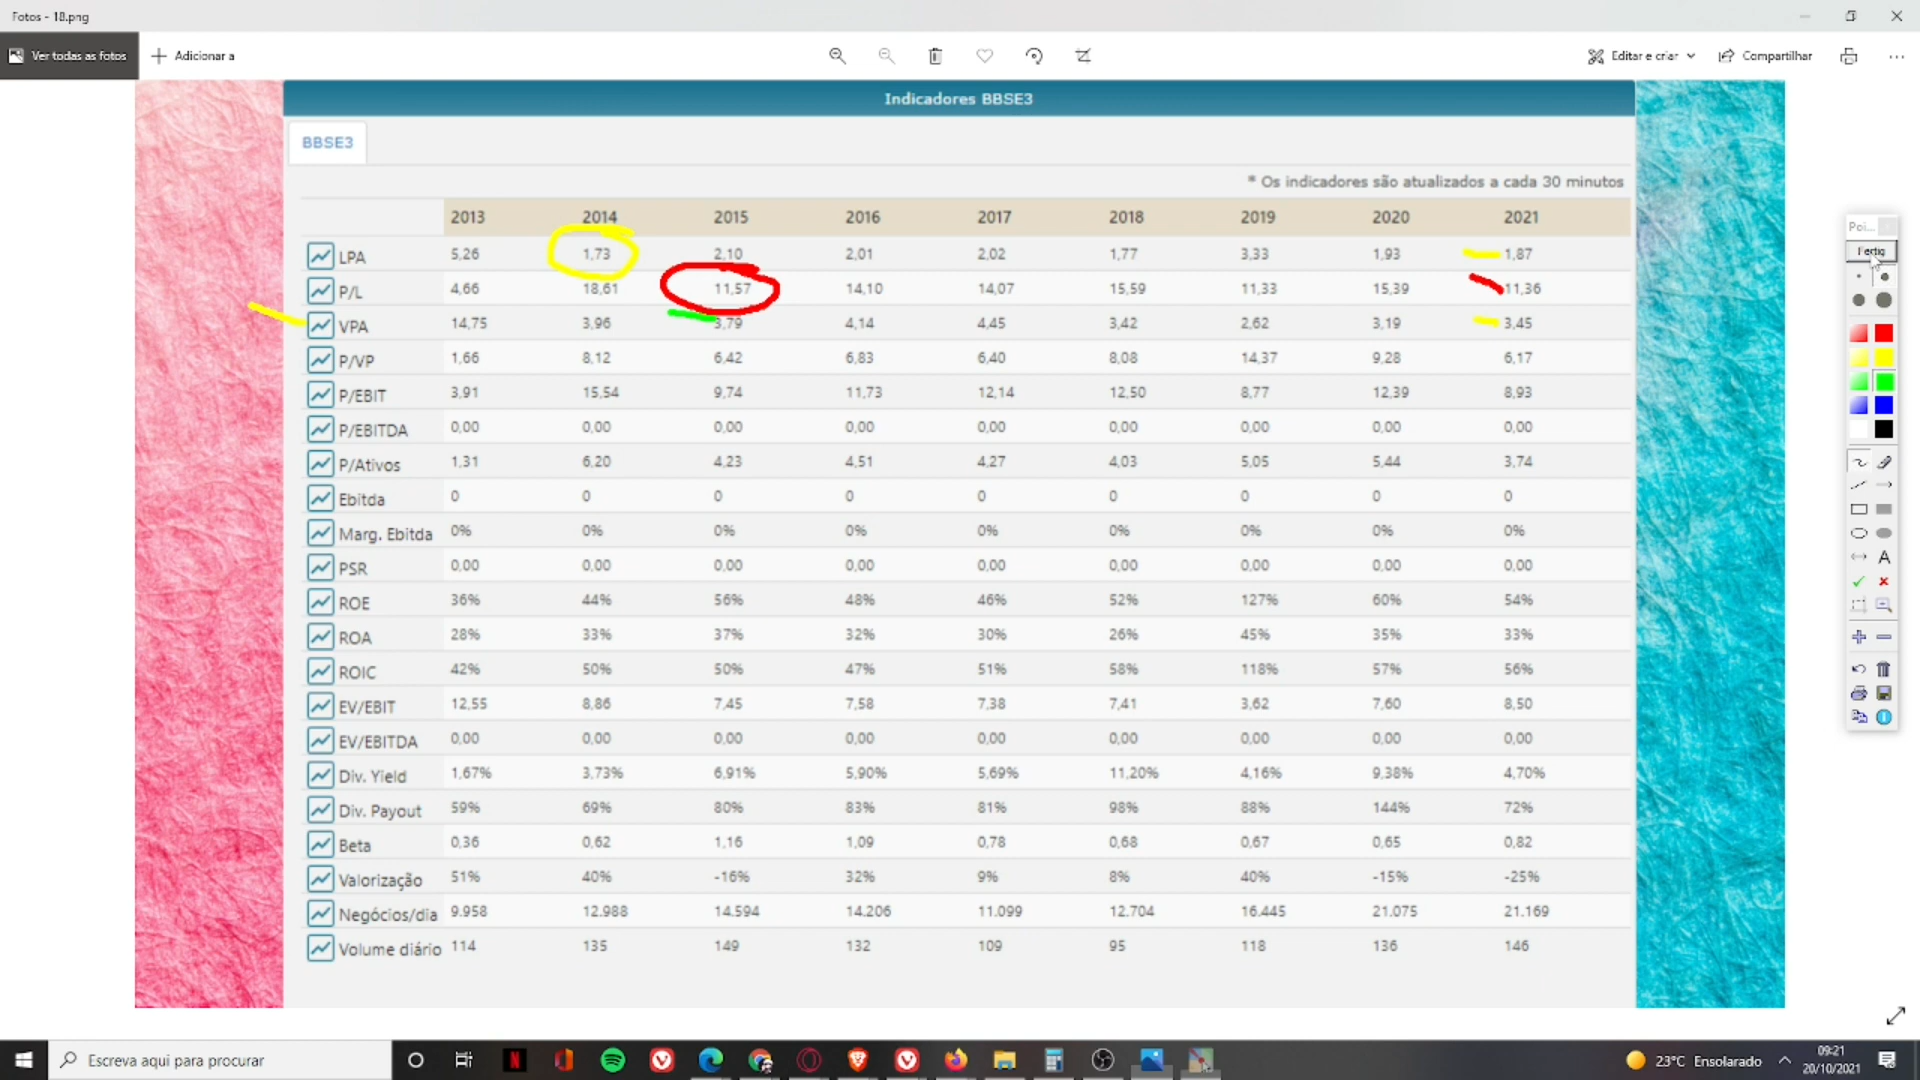 Fotos - 18.png
Ver todas as fotos
Adicionar a
Editar e criar
Compartilhar
Indicadores BBSE3
BBSE3
* Os indicadores são atualizados a cada 30 minutos
2013 2014 2015 2016 2017 2018 2019 2020 2021
LPA 5,26 1,73 2,10 2,01 2,02 1,77 3,33 1,93 1,87
P/L 4,66 18,61 11,57 14,10 14,07 15,59 11,33 15,39 11,36
VPA 14,75 3,96 3,79 4,14 4,45 3,42 2,62 3,19 3,45
P/VP 1,66 8,12 6,42 6,83 6,40 8,08 14,37 9,28 6,17
P/EBIT 3,91 15,54 9,74 11,73 12,14 12,50 8,77 12,39 8,93
P/EBITDA 0,00 0,00 0,00 0,00 0,00 0,00 0,00 0,00 0,00
P/Ativos 1,31 6,20 4,23 4,51 4,27 4,03 5,05 5,44 3,74
Ebitda 0 0 0 0 0 0 0 0 0
Marg. Ebitda 0% 0% 0% 0% 0% 0% 0% 0% 0%
PSR 0,00 0,00 0,00 0,00 0,00 0,00 0,00 0,00 0,00
ROE 36% 44% 56% 48% 46% 52% 127% 60% 54%
ROA 28% 33% 37% 32% 30% 26% 45% 35% 33%
ROIC 42% 50% 50% 47% 51% 58% 118% 57% 56%
EV/EBIT 12,55 8,86 7,45 7,58 7,38 7,41 3,62 7,60 8,50
EV/EBITDA 0,00 0,00 0,00 0,00 0,00 0,00 0,00 0,00 0,00
Div. Yield 1,67% 3,73% 6,91% 5,90% 5,69% 11,20% 4,16% 9,38% 4,70%
Div. Payout 59% 69% 80% 83% 81% 98% 88% 144% 72%
Beta 0,36 0,62 1,16 1,09 0,78 0,68 0,67 0,65 0,82
Valorização 51% 40% -16% 32% 9% 8% 40% -15% -25%
Negócios/dia 9.958 12.988 14.594 14.206 11.099 12.704 16.445 21.075 21.169
Volume diário 114 135 149 132 109 95 118 136 146
Poi...
Fertig
A
Escreva aqui para procurar
23°C Ensolarado
09:21
20/10/2021